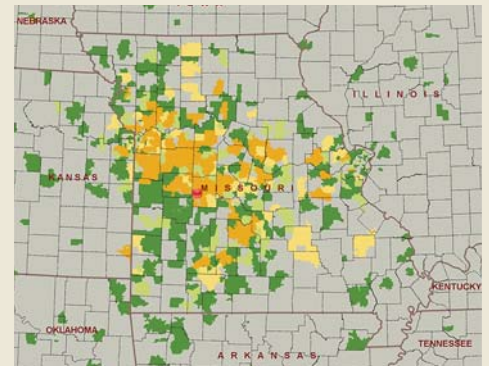 NEBRASKA
ILLINOIS
KANSAS
MISSOURI
KENTUCKY
OKLAHOMA
TENNESSEE
ARKANSAS